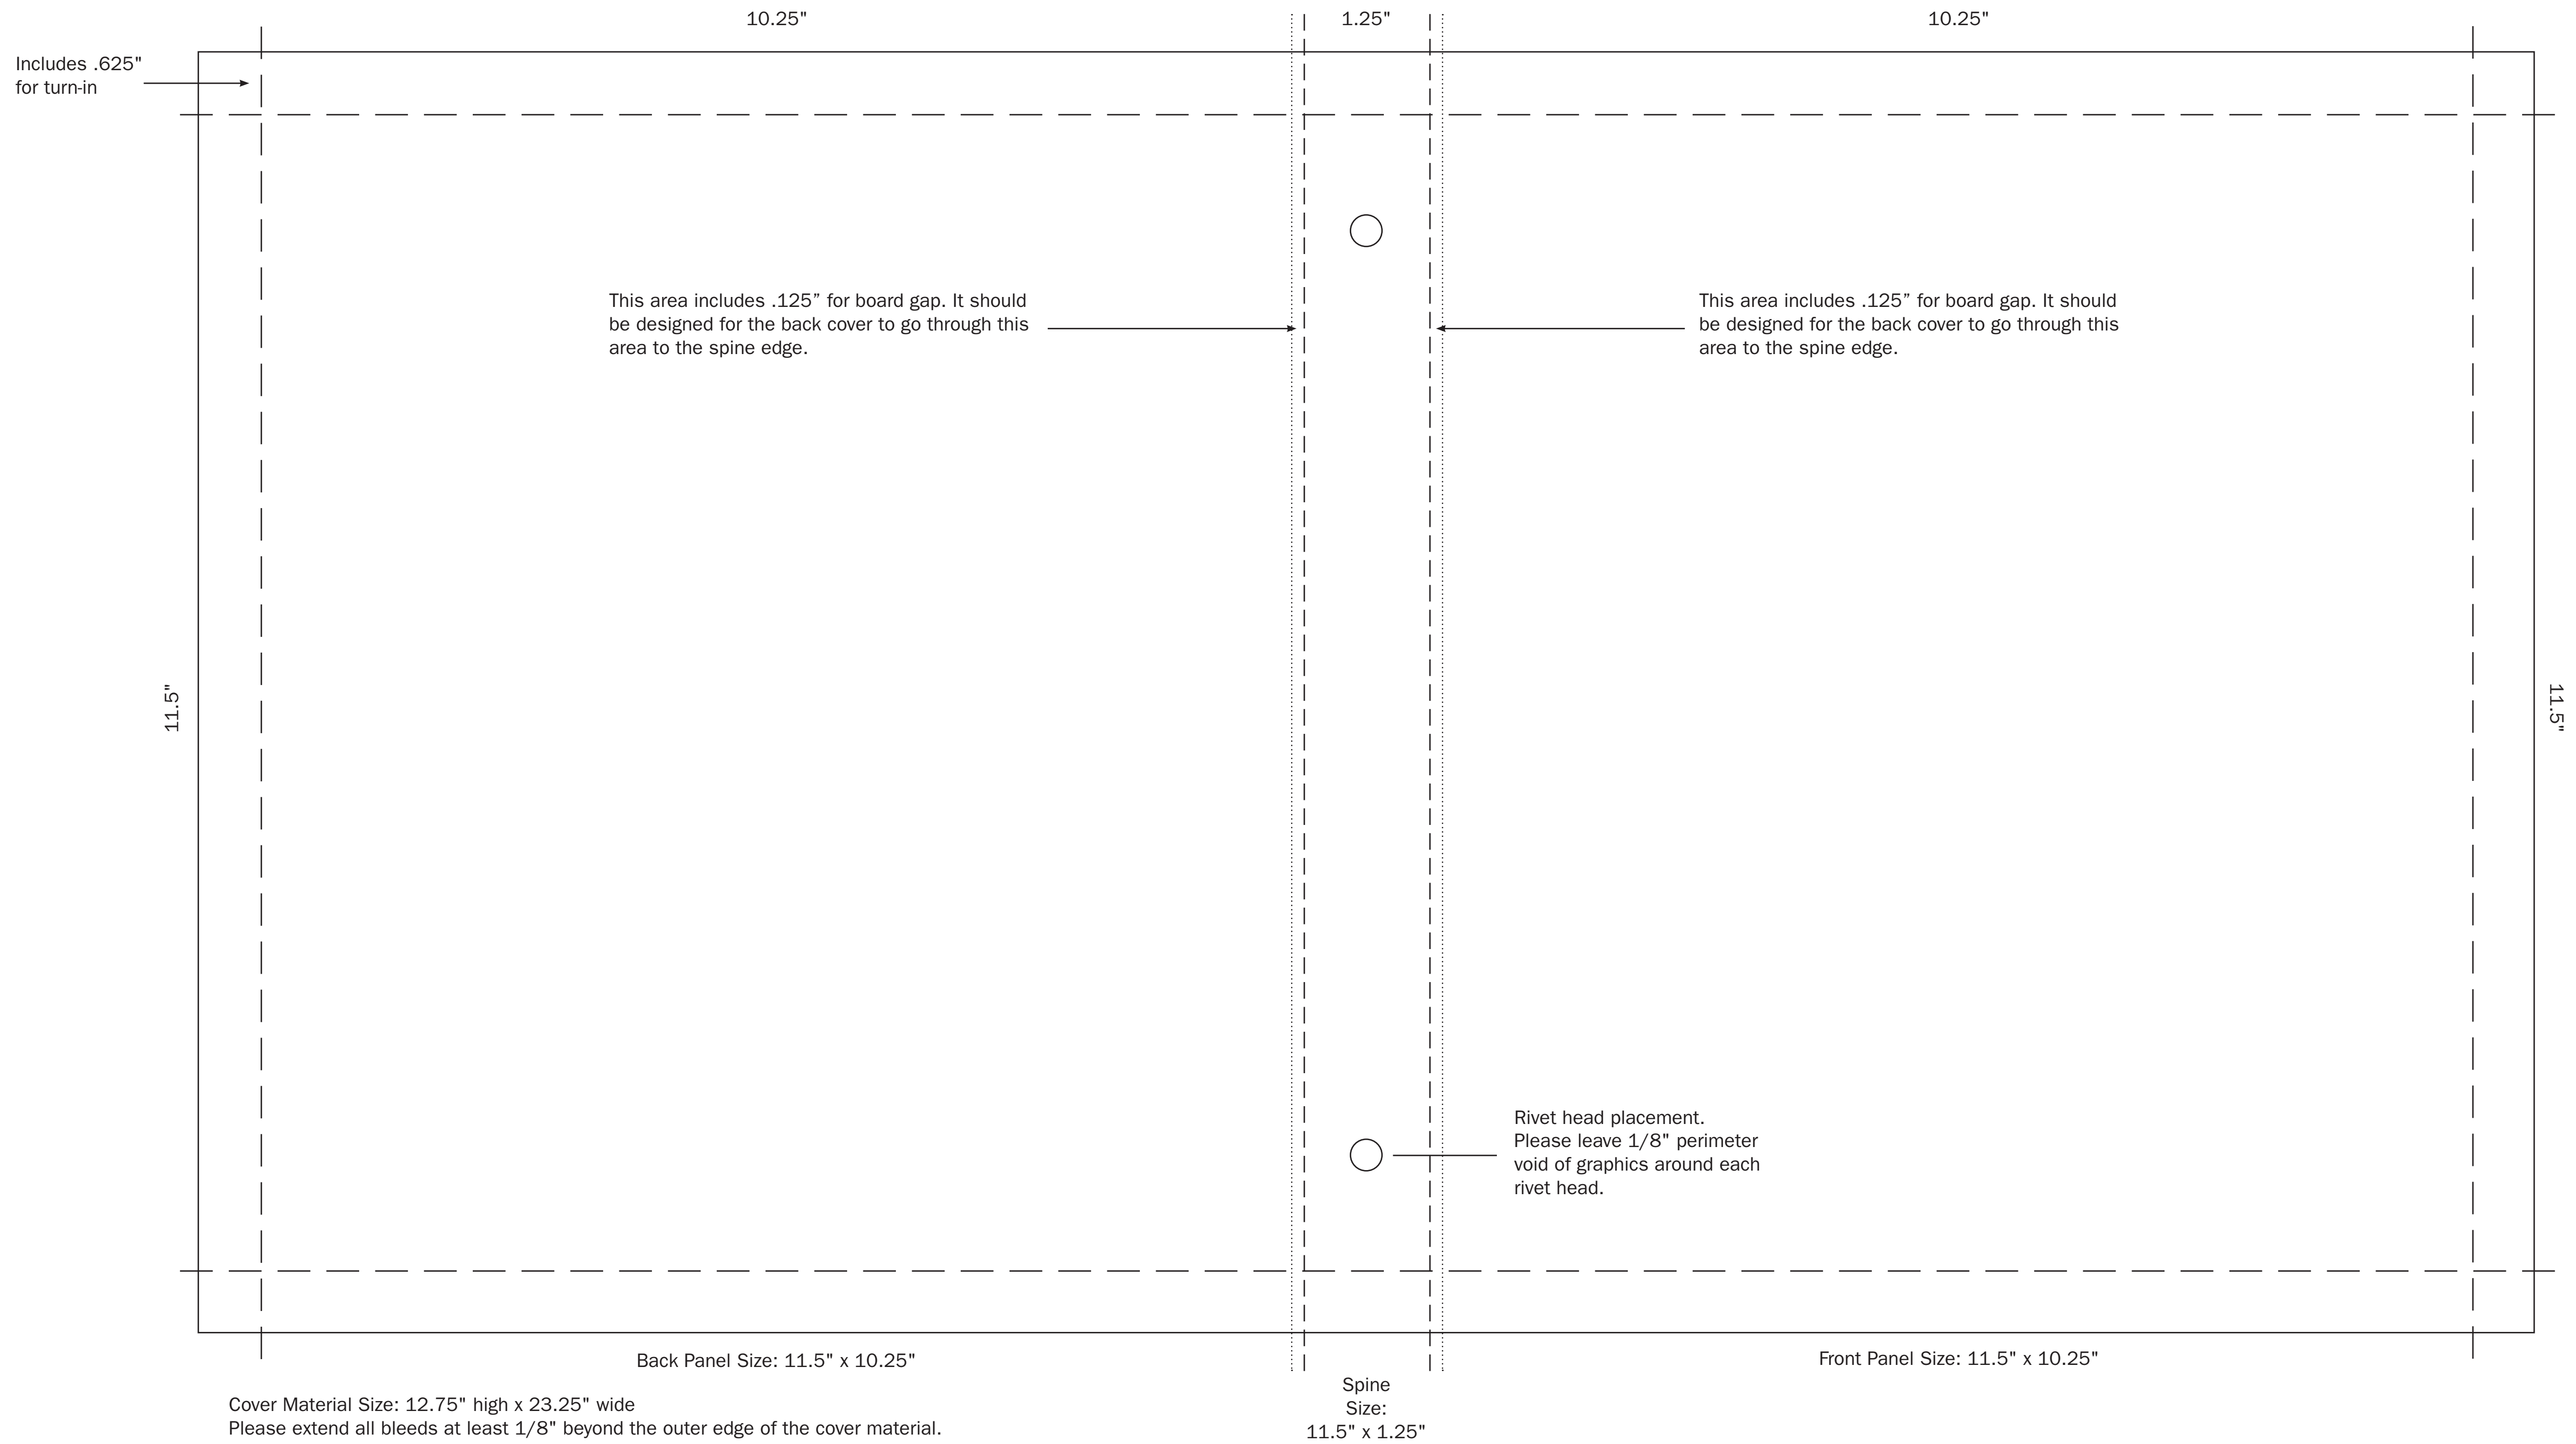 10.25"
1.25"
10.25"
Includes .625"
for turn-in
This area includes .125” for board gap. It should
be designed for the back cover to go through this
area to the spine edge.
This area includes .125” for board gap. It should
be designed for the back cover to go through this
area to the spine edge.
11.5"
11.5"
Rivet head placement.
Please leave 1/8" perimeter
void of graphics around each
rivet head.
Back Panel Size: 11.5" x 10.25"
Front Panel Size: 11.5" x 10.25"
Spine
Size:
11.5" x 1.25"
Cover Material Size: 12.75" high x 23.25" wide
Please extend all bleeds at least 1/8" beyond the outer edge of the cover material.